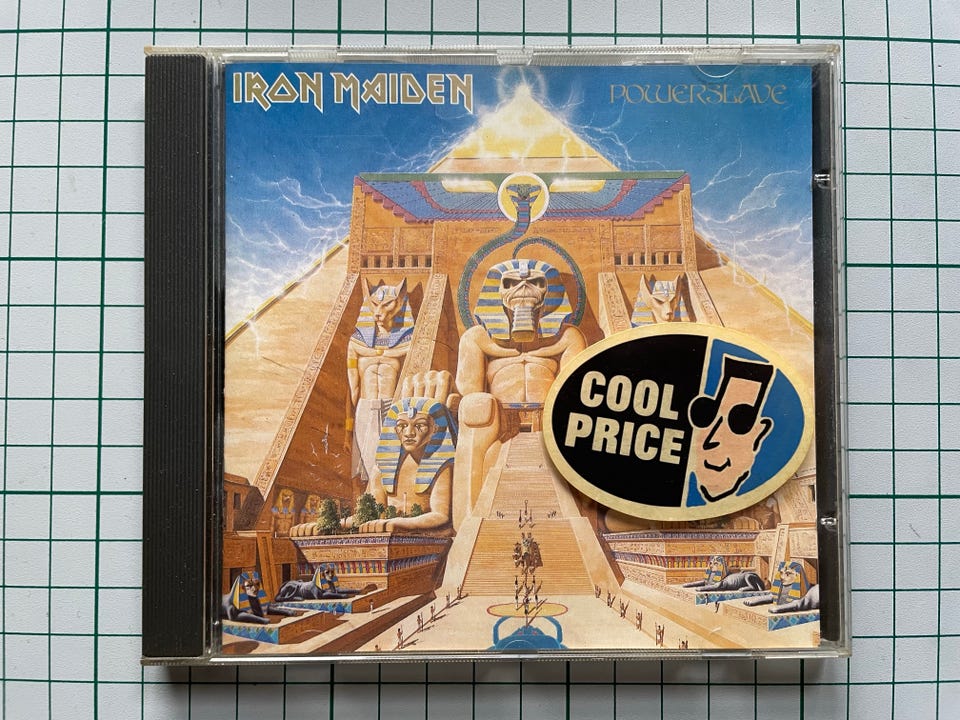 IRON MAIDEN
POWERSLAVE
COOL
PRICE